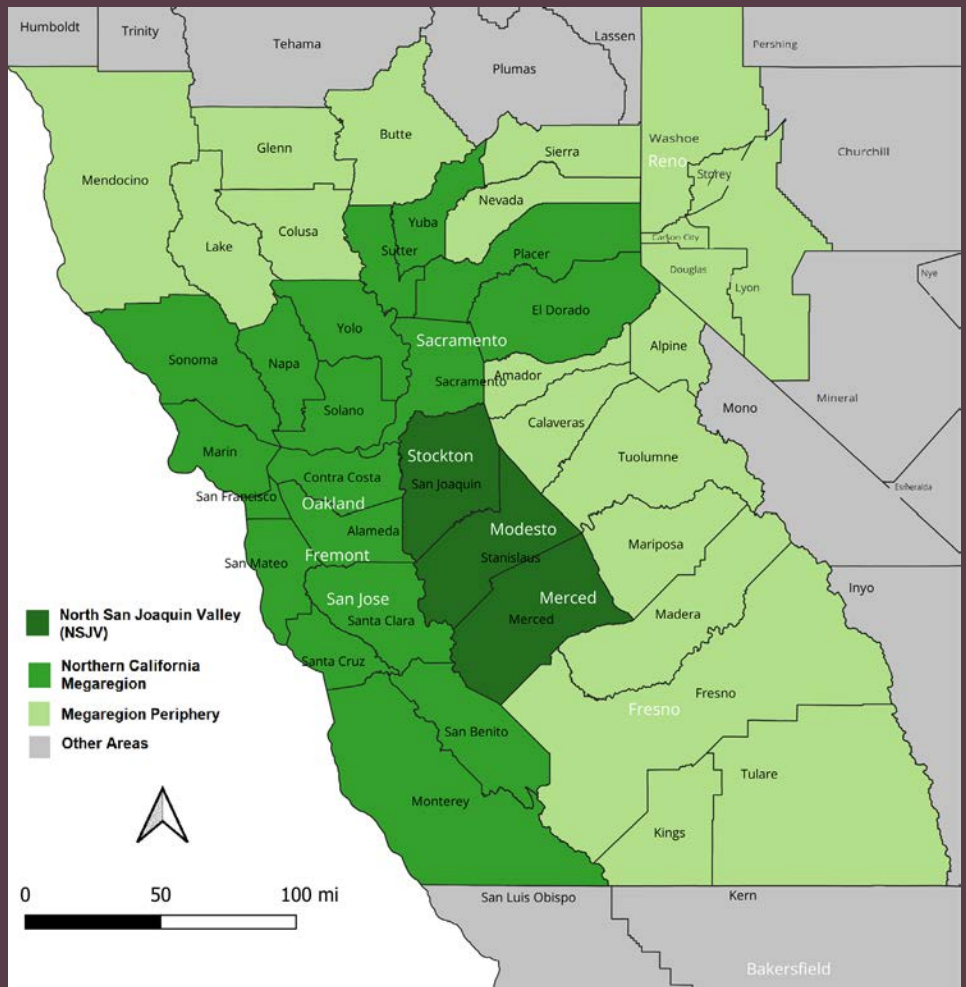 Humboldt
Trinity
Tehama
Lassen
Plumas
Pershing
Butte
Glenn
Sierra
Washoe
Reno
Churchill
Mendocino
Storey
Nevada
Yuba
Colusa
Lake
Sutter
Placer
Carson City
Douglas
Lyon
Nye
El Dorado
Yolo
Sonoma
Napa
Sacramento
Alpine
Amador
Sacramento
Solano
Mono
Mineral
Calaveras
Marin
Stockton
Tuolumne
Contra Costa
San Joaquin
San Francisco
Oakland
Esmeralda
Alameda
Modesto
Mariposa
Fremont
Stanislaus
San Mateo
Inyo
San Jose
Merced
Madera
Santa Clara
Merced
North San Joaquin Valley
(NSJV)
Santa Cruz
Northern California
Megaregion
Fresno
Fresno
Megaregion Periphery
San Benito
Other Areas
Tulare
Monterey
Kings
0 50 100 mi
San Luis Obispo
Kern
Bakersfield